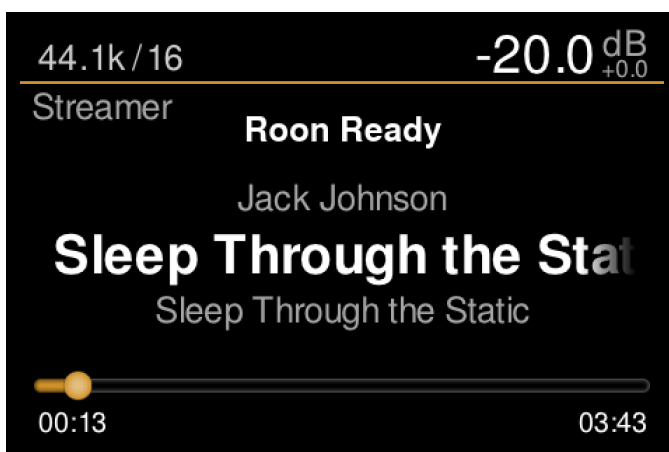 44.1k/16
-20.0 dB
+0.0
Streamer
Roon Ready
Jack Johnson
Sleep Through the Stat
Sleep Through the Static
00:13 03:43